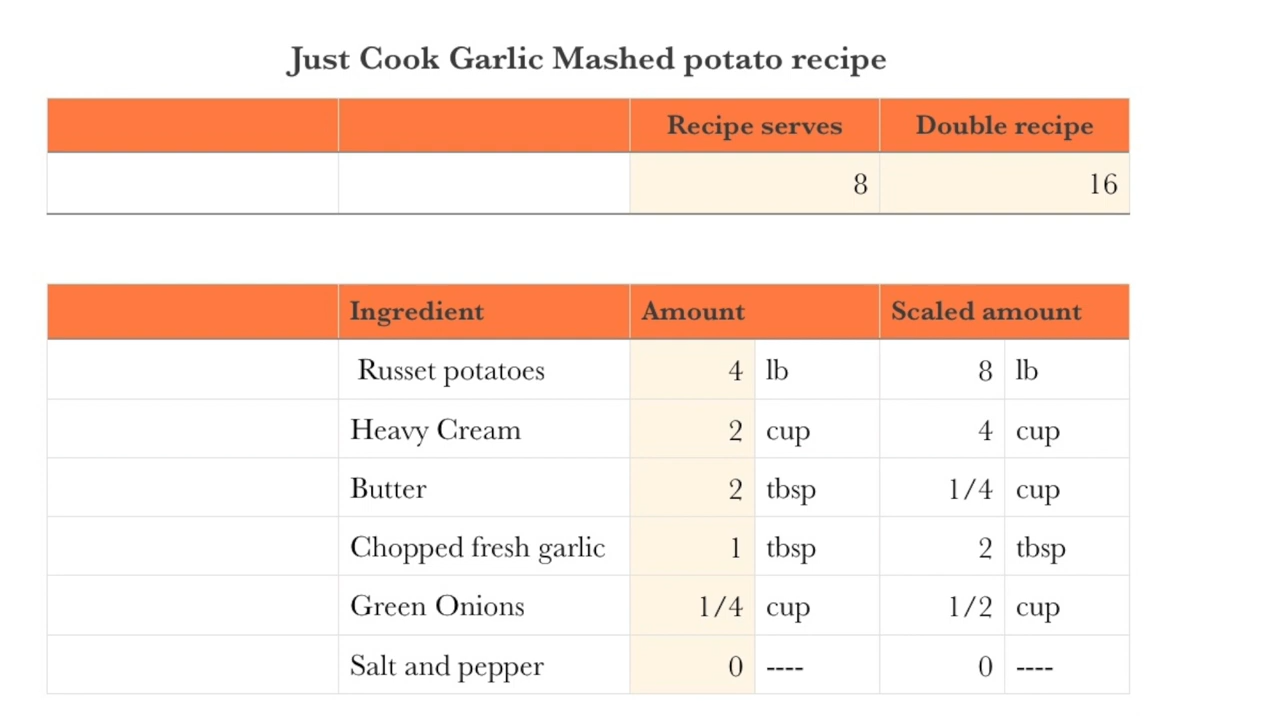 Just Cook Garlic Mashed potato recipe
Recipe serves Double recipe
8 16
Ingredient Amount Scaled amount
Russet potatoes 4 lb 8 lb
Heavy Cream 2 cup 4 cup
Butter 2 tbsp 1/4 cup
Chopped fresh garlic 1 tbsp 2 tbsp
Green Onions 1/4 cup 1/2 cup
Salt and pepper 0 ---- 0 ----